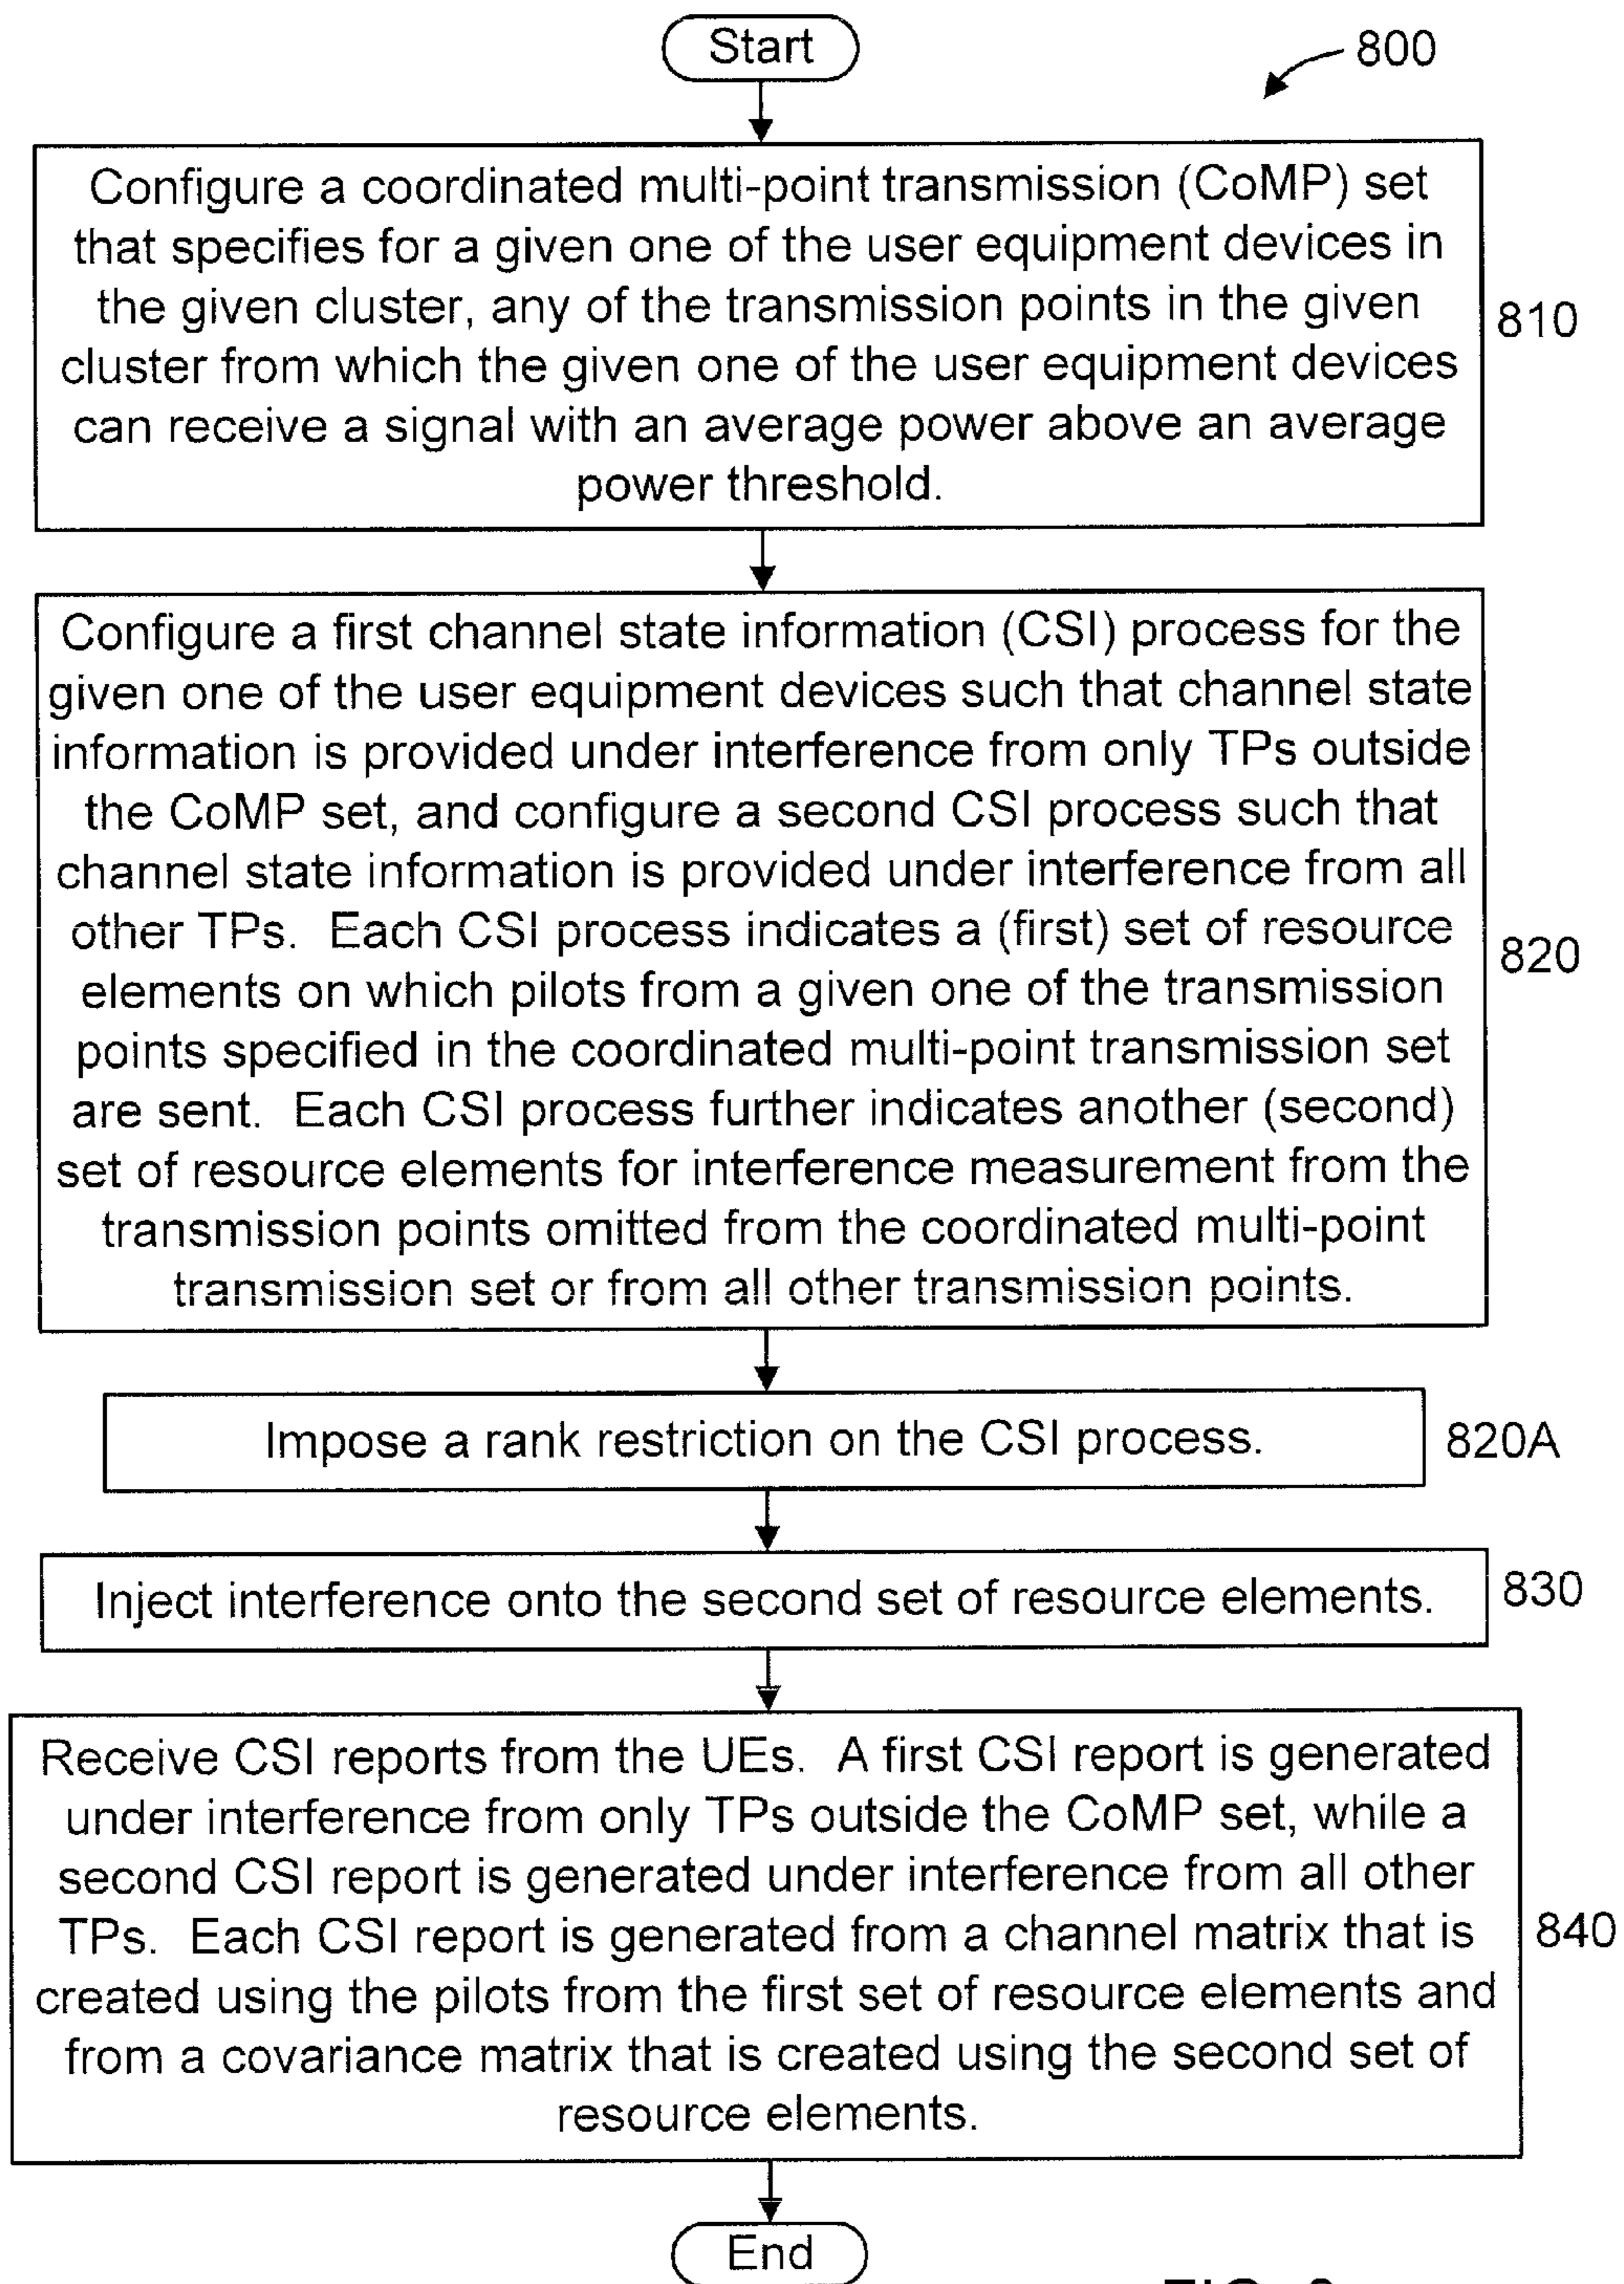 Start
800
Configure a coordinated multi-point transmission (CoMP) set
that specifies for a given one of the user equipment devices in
the given cluster, any of the transmission points in the given
cluster from which the given one of the user equipment devices
can receive a signal with an average power above an average
power threshold.
810
Configure a first channel state information (CSI) process for the
given one of the user equipment devices such that channel state
information is provided under interference from only TPs outside
the CoMP set, and configure a second CSI process such that
channel state information is provided under interference from all
other TPs. Each CSI process indicates a (first) set of resource
elements on which pilots from a given one of the transmission
points specified in the coordinated multi-point transmission set
are sent. Each CSI process further indicates another (second)
set of resource elements for interference measurement from the
transmission points omitted from the coordinated multi-point
transmission set or from all other transmission points.
820
Impose a rank restriction on the CSI process.
820A
Inject interference onto the second set of resource elements.
830
Receive CSI reports from the UEs. A first CSI report is generated
under interference from only TPs outside the CoMP set, while a
second CSI report is generated under interference from all other
TPs. Each CSI report is generated from a channel matrix that is
created using the pilots from the first set of resource elements and
from a covariance matrix that is created using the second set of
resource elements.
840
End